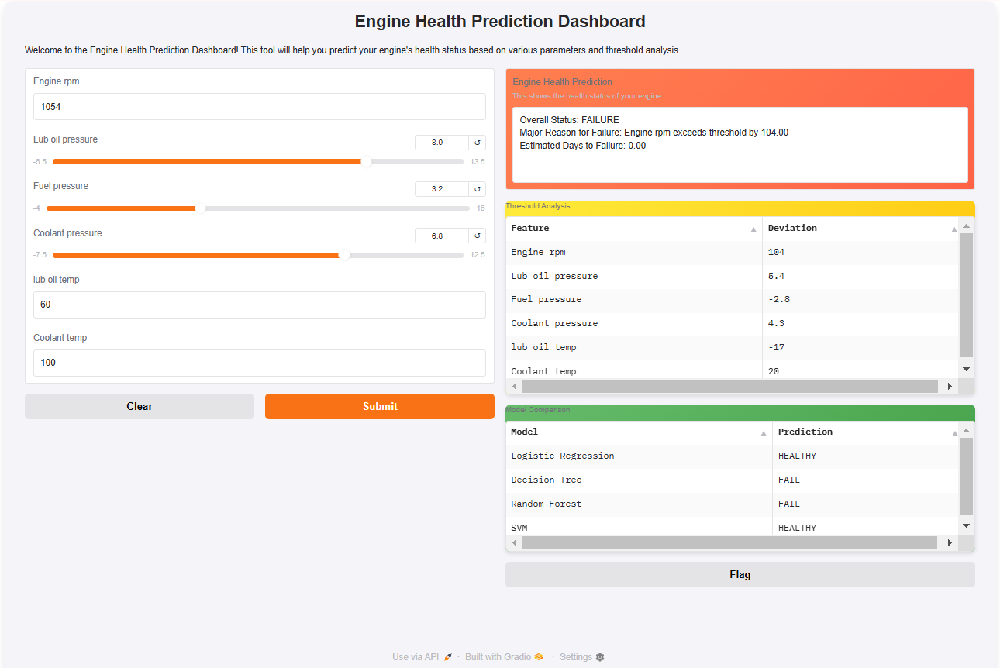 Engine Health Prediction Dashboard
Welcome to the Engine Health Prediction Dashboard! This tool will help you predict your engine's health status based on various parameters and threshold analysis.
Engine rpm
1054
Lub oil pressure
8.9
-6.5
13.5
Fuel pressure
3.2
-4
16
Coolant pressure
6.8
-7.5
12.5
lub oil temp
60
Coolant temp
100
Clear
Submit
Engine Health Prediction
This shows the health status of your engine.
Overall Status: FAILURE
Major Reason for Failure: Engine rpm exceeds threshold by 104.00
Estimated Days to Failure: 0.00
Threshold Analysis
Feature Deviation
Engine rpm 104
Lub oil pressure 5.4
Fuel pressure -2.8
Coolant pressure 4.3
lub oil temp -17
Coolant temp 20
Model Comparison
Model Prediction
Logistic Regression HEALTHY
Decision Tree FAIL
Random Forest FAIL
SVM HEALTHY
Flag
Use via API · Built with Gradio · Settings